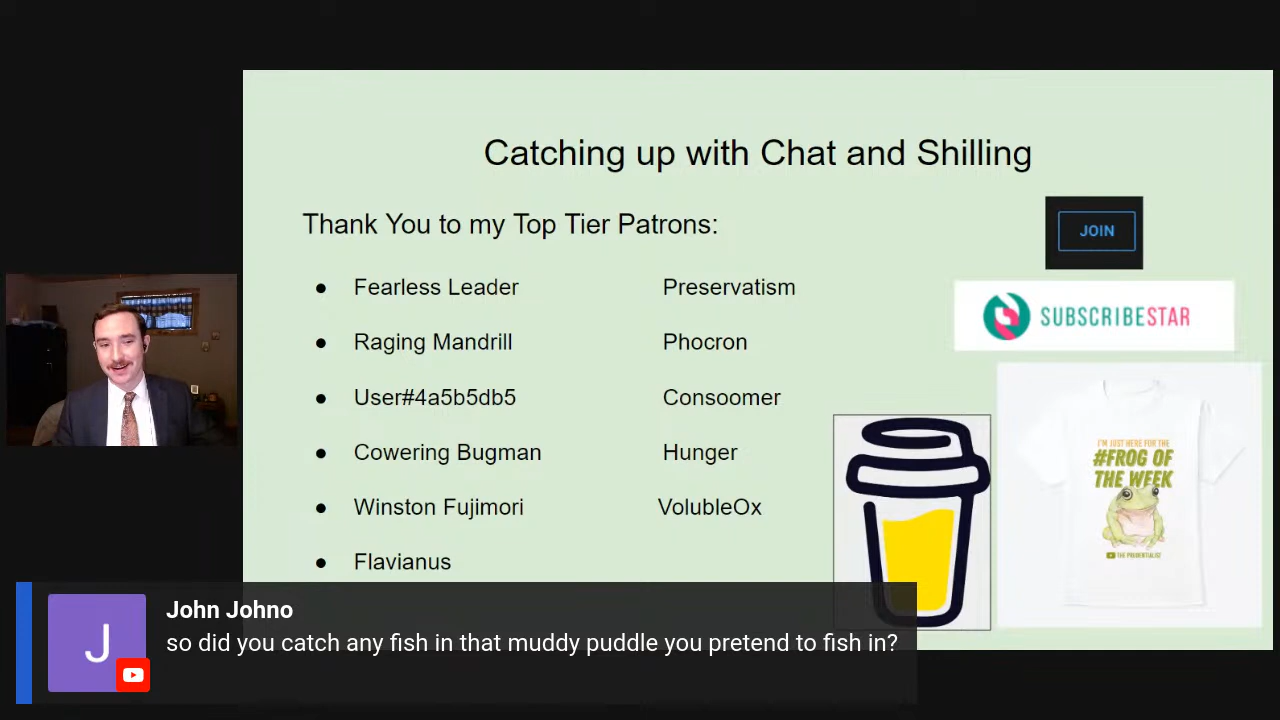 Catching up with Chat and Shilling
Thank You to my Top Tier Patrons:
● Fearless Leader
● Raging Mandrill
● User#4a5b5db5
● Cowering Bugman
● Winston Fujimori
● Flavianus
Preservatism
Phocron
Consoomer
Hunger
VolubleOx
JOIN
SUBSCRIBESTAR
I'M JUST HERE FOR THE
#FROG OF
THE WEEK
THE PRUDENTIALIST
J
John Johno
so did you catch any fish in that muddy puddle you pretend to fish in?